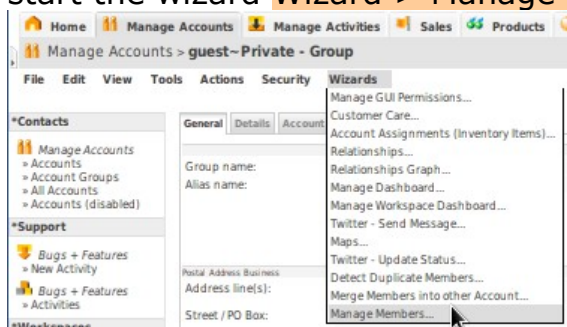 start the wizard Wizard > Manage
Home Manage Accounts Manage Activities Sales Products
Manage Accounts > guest~Private - Group
File Edit View Tools Actions Security Wizards
*Contacts
Manage Accounts
» Accounts
» Account Groups
» All Accounts
» Accounts (disabled)
*Support
Bugs + Features
» New Activity
Bugs + Features
» Activities
*Workspaces
General Details Account
Group name:
Alias name:
Postal Address Business
Address line(s):
Street / PO Box:
Manage GUI Permissions...
Customer Care...
Account Assignments (Inventory Items)...
Relationships...
Relationships Graph...
Manage Dashboard...
Manage Workspace Dashboard...
Twitter - Send Message...
Maps...
Twitter - Update Status...
Detect Duplicate Members...
Merge Members into other Account...
Manage Members...